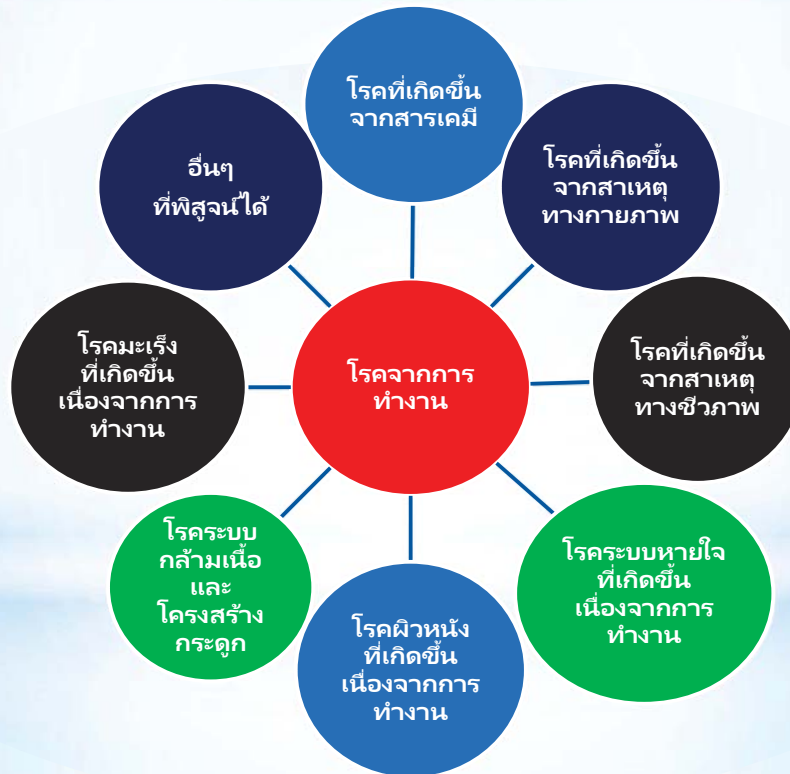 โรคที่เกิดขึ้น
จากสารเคมี
อื่นๆ
ที่พิสูจน์ได้
โรคที่เกิดขึ้น
จากสาเหตุ
ทางกายภาพ
โรคมะเร็ง
ที่เกิดขึ้น
เนื่องจากการ
ทำงาน
โรคจากการ
ทำงาน
โรคที่เกิดขึ้น
จากสาเหตุ
ทางชีวภาพ
โรคระบบ
กล้ามเนื้อ
และ
โครงสร้าง
กระดูก
โรคผิวหนัง
ที่เกิดขึ้น
เนื่องจากการ
ทำงาน
โรคระบบหายใจ
ที่เกิดขึ้น
เนื่องจากการ
ทำงาน